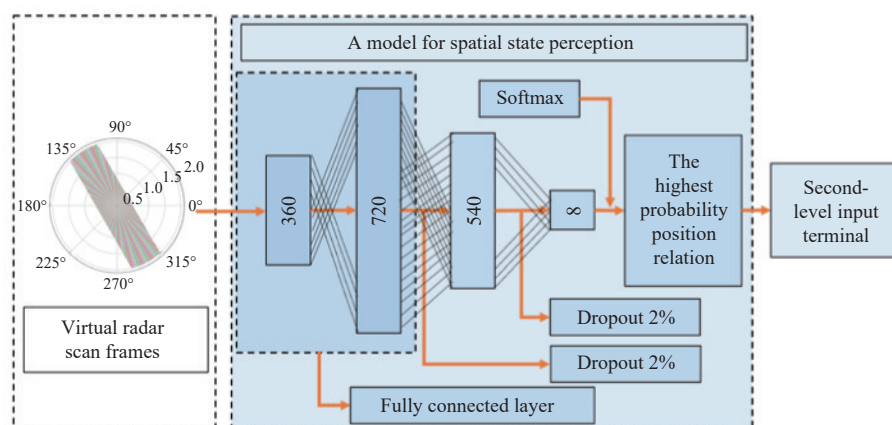 A model for spatial state perception
Softmax
90°
135°
45°
2.0
1.5
1.0
0.5
180°
0°
225°
315°
270°
Virtual radar
scan frames
360
720
540
8
The
highest
probability
position
relation
Second-
level input
terminal
Dropout 2%
Dropout 2%
Fully connected layer